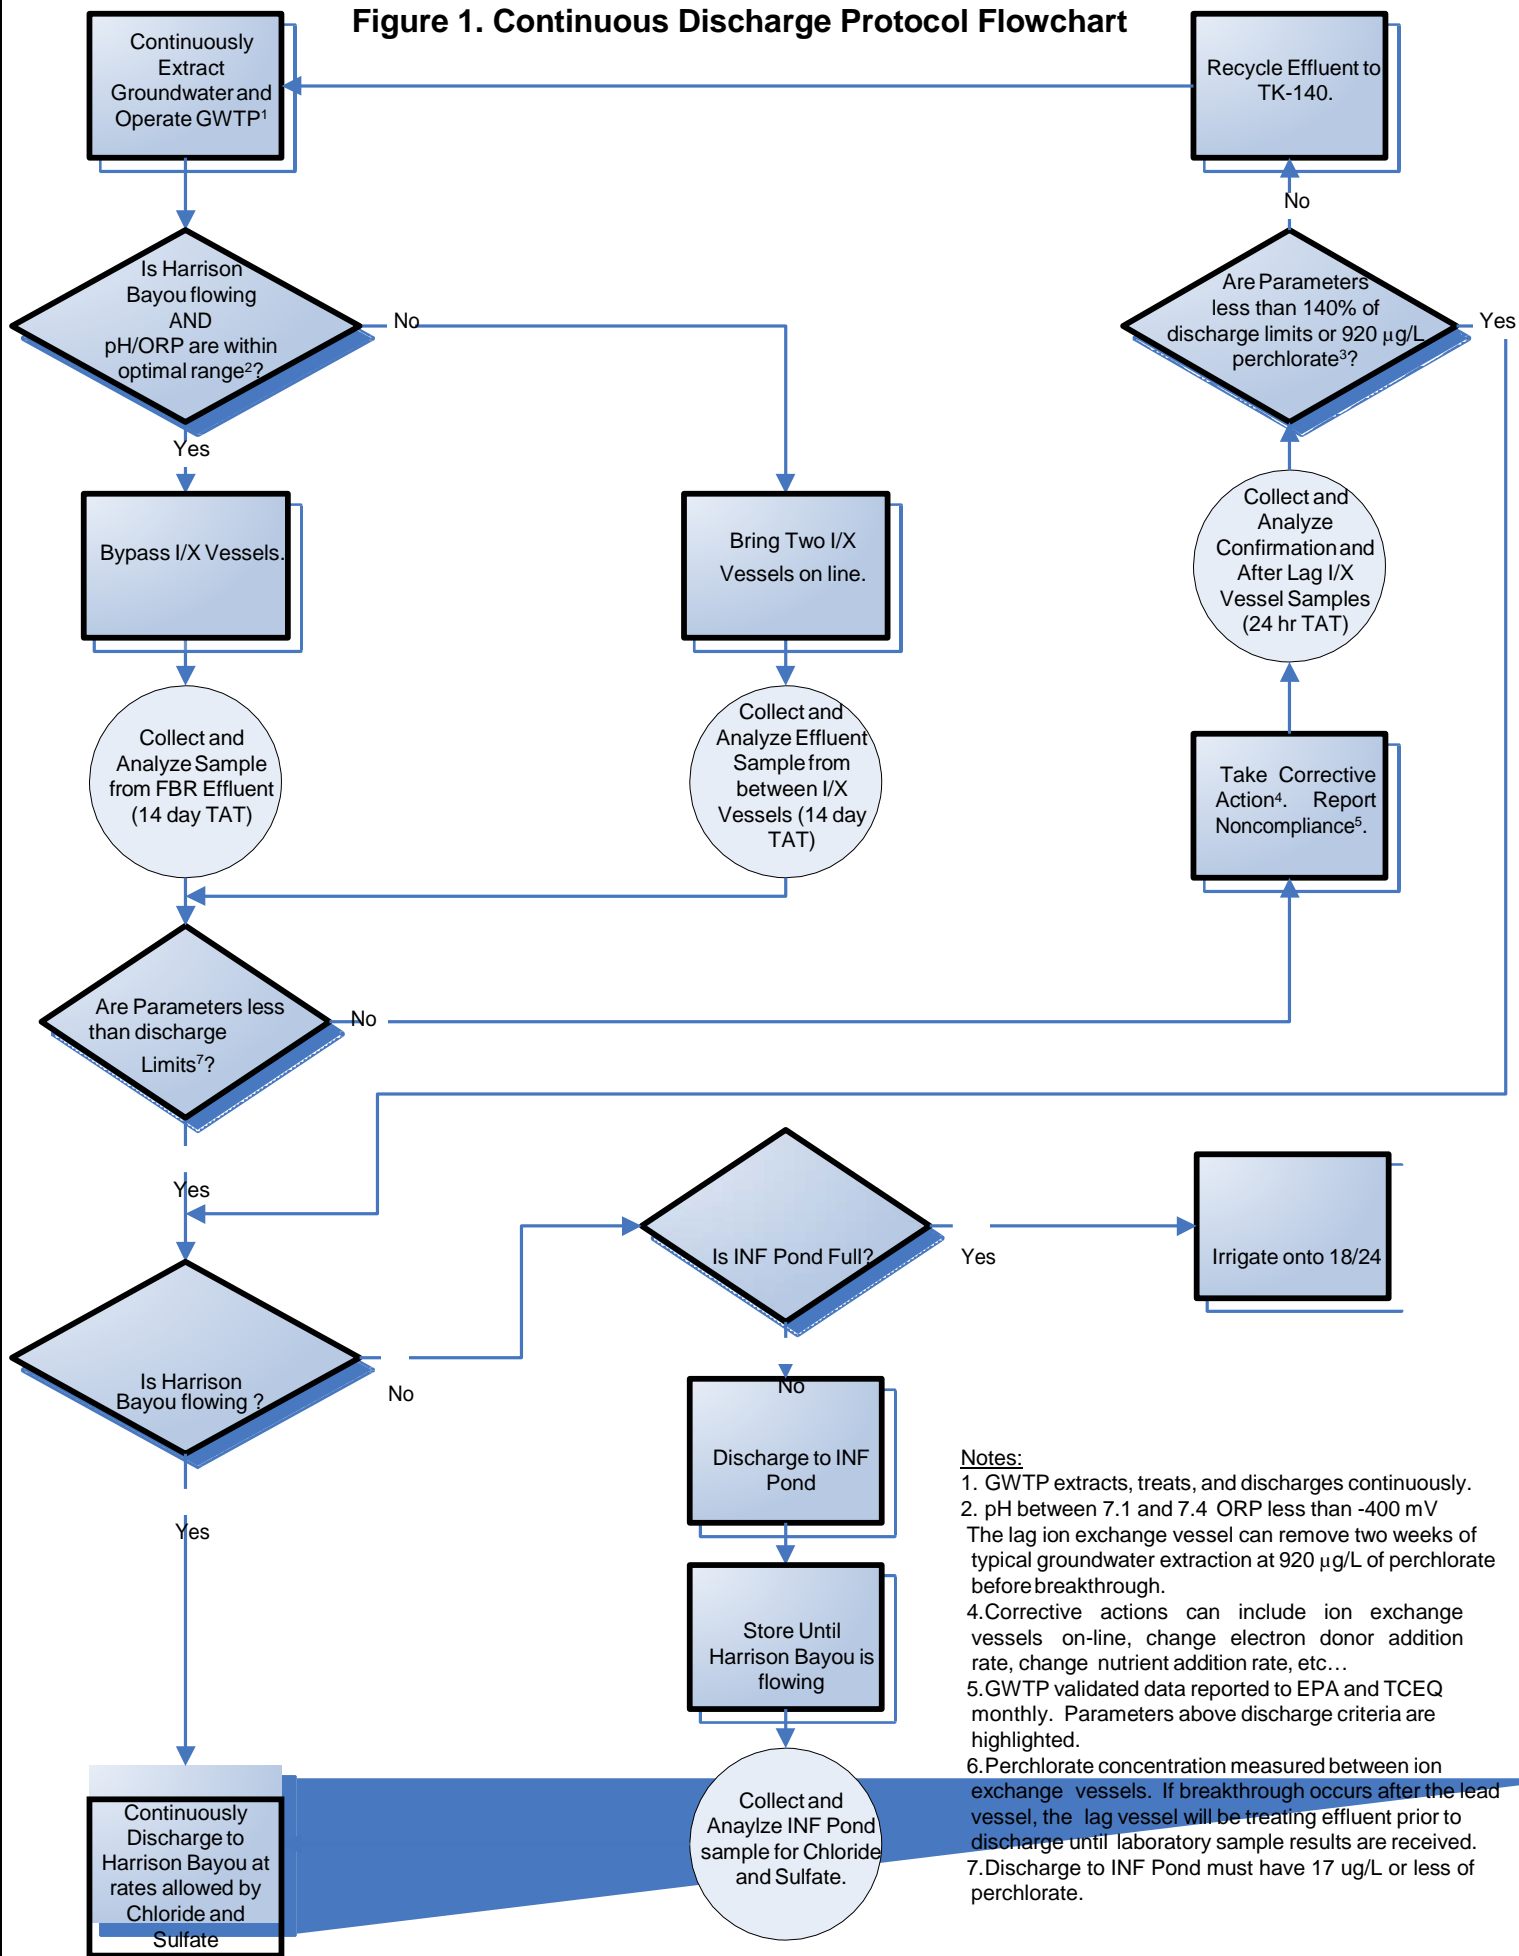 Figure 1. Continuous Discharge Protocol Flowchart
Continuously
Extract
Groundwater and
Operate GWTP1
Recycle Effluent to
TK-140.
No
Is Harrison
Bayou flowing
AND
pH/ORP are within
optimal range2?
No
Are Parameters
less than 140% of
discharge limits or 920 µg/L
perchlorate3?
Yes
Yes
Bypass I/X Vessels.
Bring Two I/X
Vessels on line.
Collect and
Analyze
Confirmation and
After Lag I/X
Vessel Samples
(24 hr TAT)
Collect and
Analyze Sample
from FBR Effluent
(14 day TAT)
Collect and
Analyze Effluent
Sample from
between I/X
Vessels (14 day
TAT)
Take Corrective
Action4. Report
Noncompliance5.
Are Parameters less
than discharge
Limits7?
No
Yes
Is INF Pond Full?
Yes
Irrigate onto 18/24
Is Harrison
Bayou flowing ?
No
No
Discharge to INF
Pond
Yes
Store Until
Harrison Bayou is
flowing
Continuously
Discharge to
Harrison Bayou at
rates allowed by
Chloride and
Sulfate
Collect and
Anaylze INF Pond
sample for Chloride
and Sulfate.
Notes:
1. GWTP extracts, treats, and discharges continuously.
2. pH between 7.1 and 7.4 ORP less than -400 mV
The lag ion exchange vessel can remove two weeks of
typical groundwater extraction at 920 µg/L of perchlorate
before breakthrough.
4.Corrective actions can include ion exchange
vessels on-line, change electron donor addition
rate, change nutrient addition rate, etc…
5.GWTP validated data reported to EPA and TCEQ
monthly. Parameters above discharge criteria are
highlighted.
6.Perchlorate concentration measured between ion
exchange vessels. If breakthrough occurs after the lead
vessel, the lag vessel will be treating effluent prior to
discharge until laboratory sample results are received.
7.Discharge to INF Pond must have 17 ug/L or less of
perchlorate.